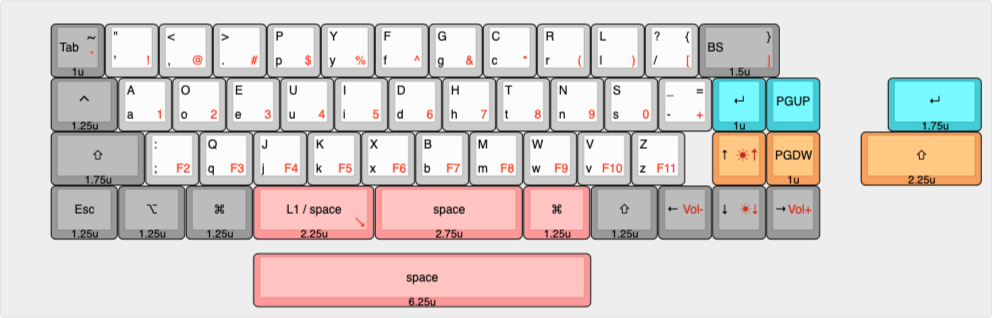 Tab ~ `
1u
" ' !
< , @
> . #
P p $
Y y %
F f ^
G g &
C c *
R r (
L l )
? { / [
BS } ]
1.5u
^
1.25u
A a 1
O o 2
E e 3
U u 4
I i 5
D d 6
H h 7
T t 8
N n 9
S s 0
_ = - +
↵
1u
PGUP
↵
1.75u
⇧
1.75u
: ; F2
Q q F3
J j F4
K k F5
X x F6
B b F7
M m F8
W w F9
V v F10
Z z F11
↑ ☀↑
PGDW
1u
⇧
2.25u
Esc
1.25u
⌥
1.25u
⌘
1.25u
L1 / space ↘
2.25u
space
2.75u
⌘
1.25u
⇧
1.25u
← Vol-
↓ ☀↓
→ Vol+
space
6.25u